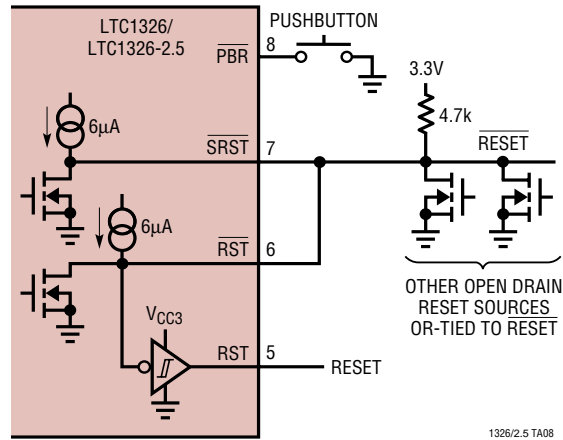 LTC1326/
LTC1326-2.5
PUSHBUTTON
PBR
8
3.3V
4.7k
6µA
SRST
7
RESET
6µA
RST
6
OTHER OPEN DRAIN
RESET SOURCES
OR-TIED TO RESET
VCC3
RST
5
RESET
1326/2.5 TA08